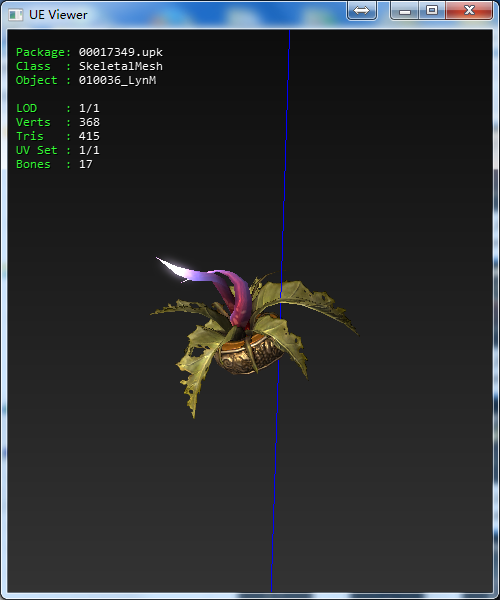 UE Viewer
Package: 00017349.upk
Class : SkeletalMesh
Object : 010036_LynM
LOD : 1/1
Verts : 368
Tris : 415
UV Set : 1/1
Bones : 17